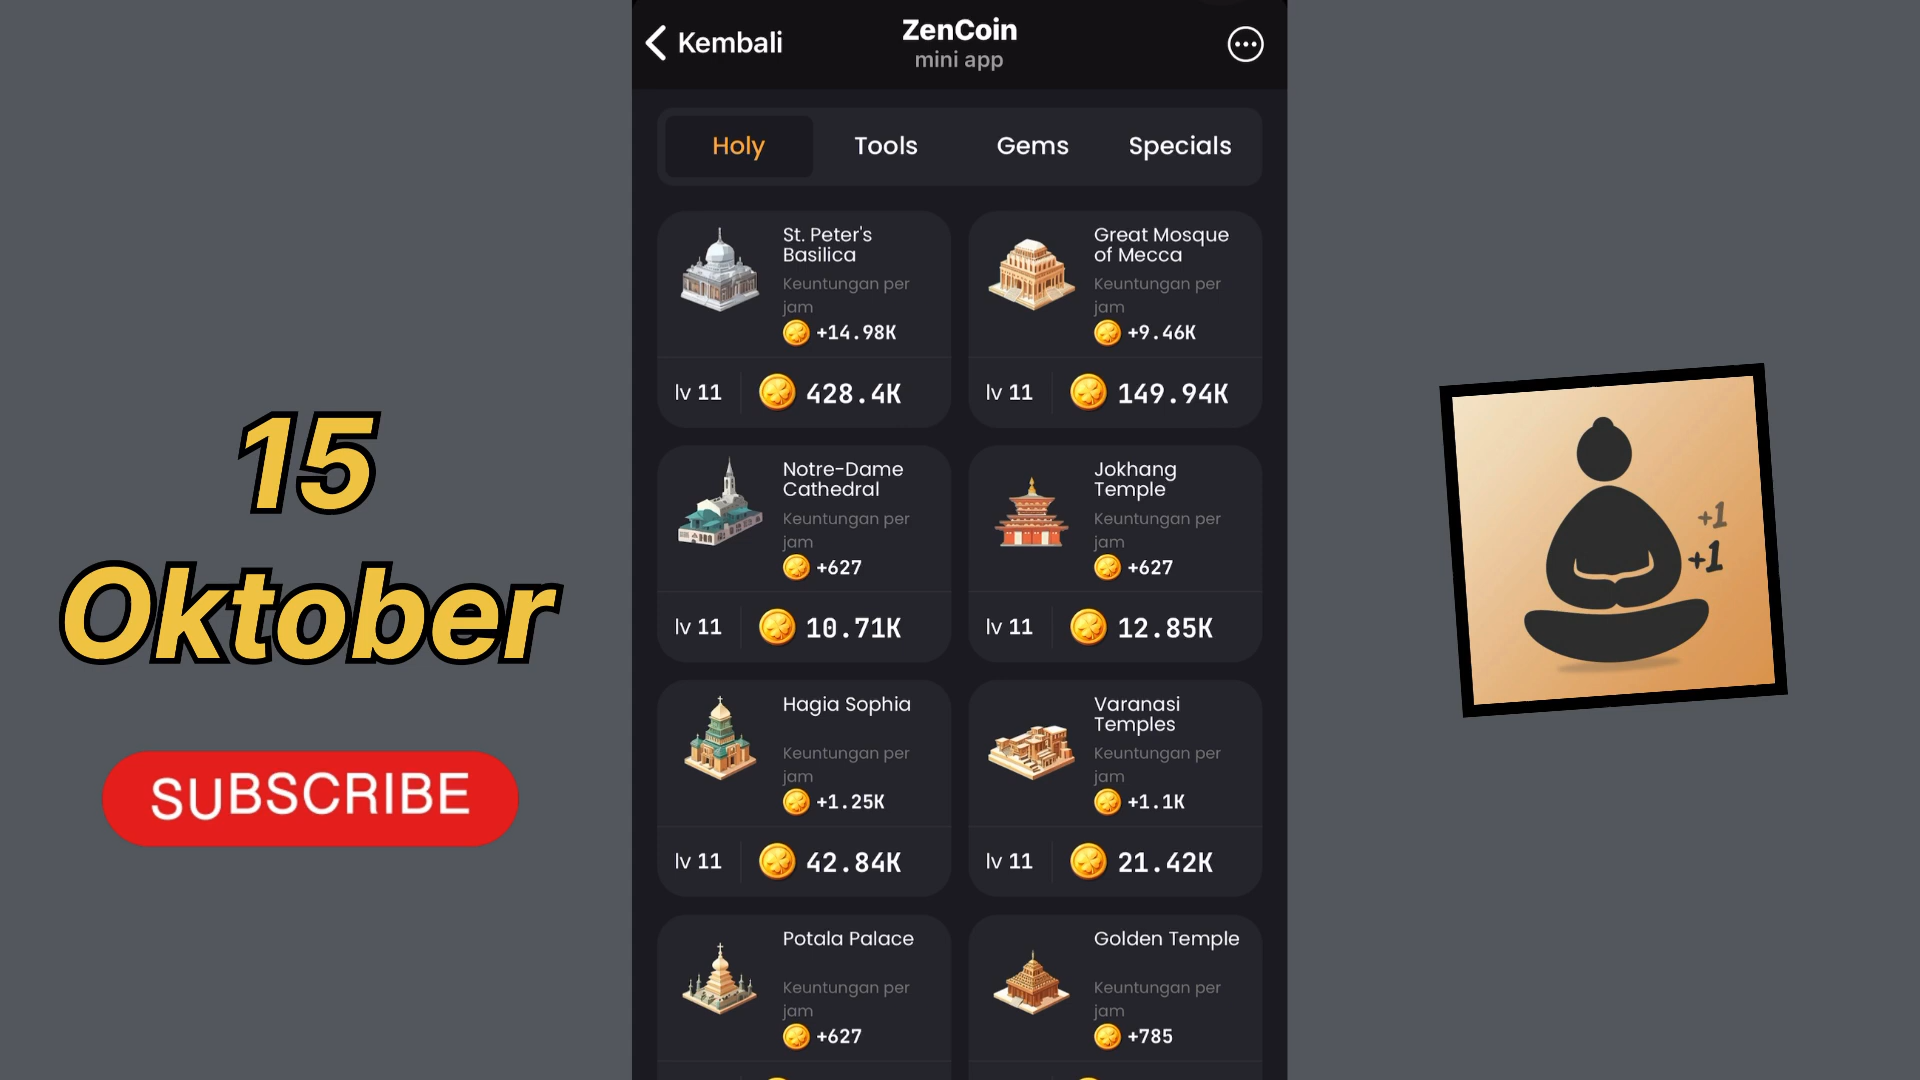 Kembali
ZenCoin
mini app
Holy
Tools
Gems
Specials
St. Peter's
Basilica
Keuntungan per
jam
+14.98K
lv 11
428.4K
Great Mosque
of Mecca
Keuntungan per
jam
+9.46K
lv 11
149.94K
Notre-Dame
Cathedral
Keuntungan per
jam
+627
lv 11
10.71K
Jokhang
Temple
Keuntungan per
jam
+627
lv 11
12.85K
Hagia Sophia
Keuntungan per
jam
+1.25K
lv 11
42.84K
Varanasi
Temples
Keuntungan per
jam
+1.1K
lv 11
21.42K
Potala Palace
Keuntungan per
jam
+627
Golden Temple
Keuntungan per
jam
+785
15
Oktober
SUBSCRIBE
+1
+1